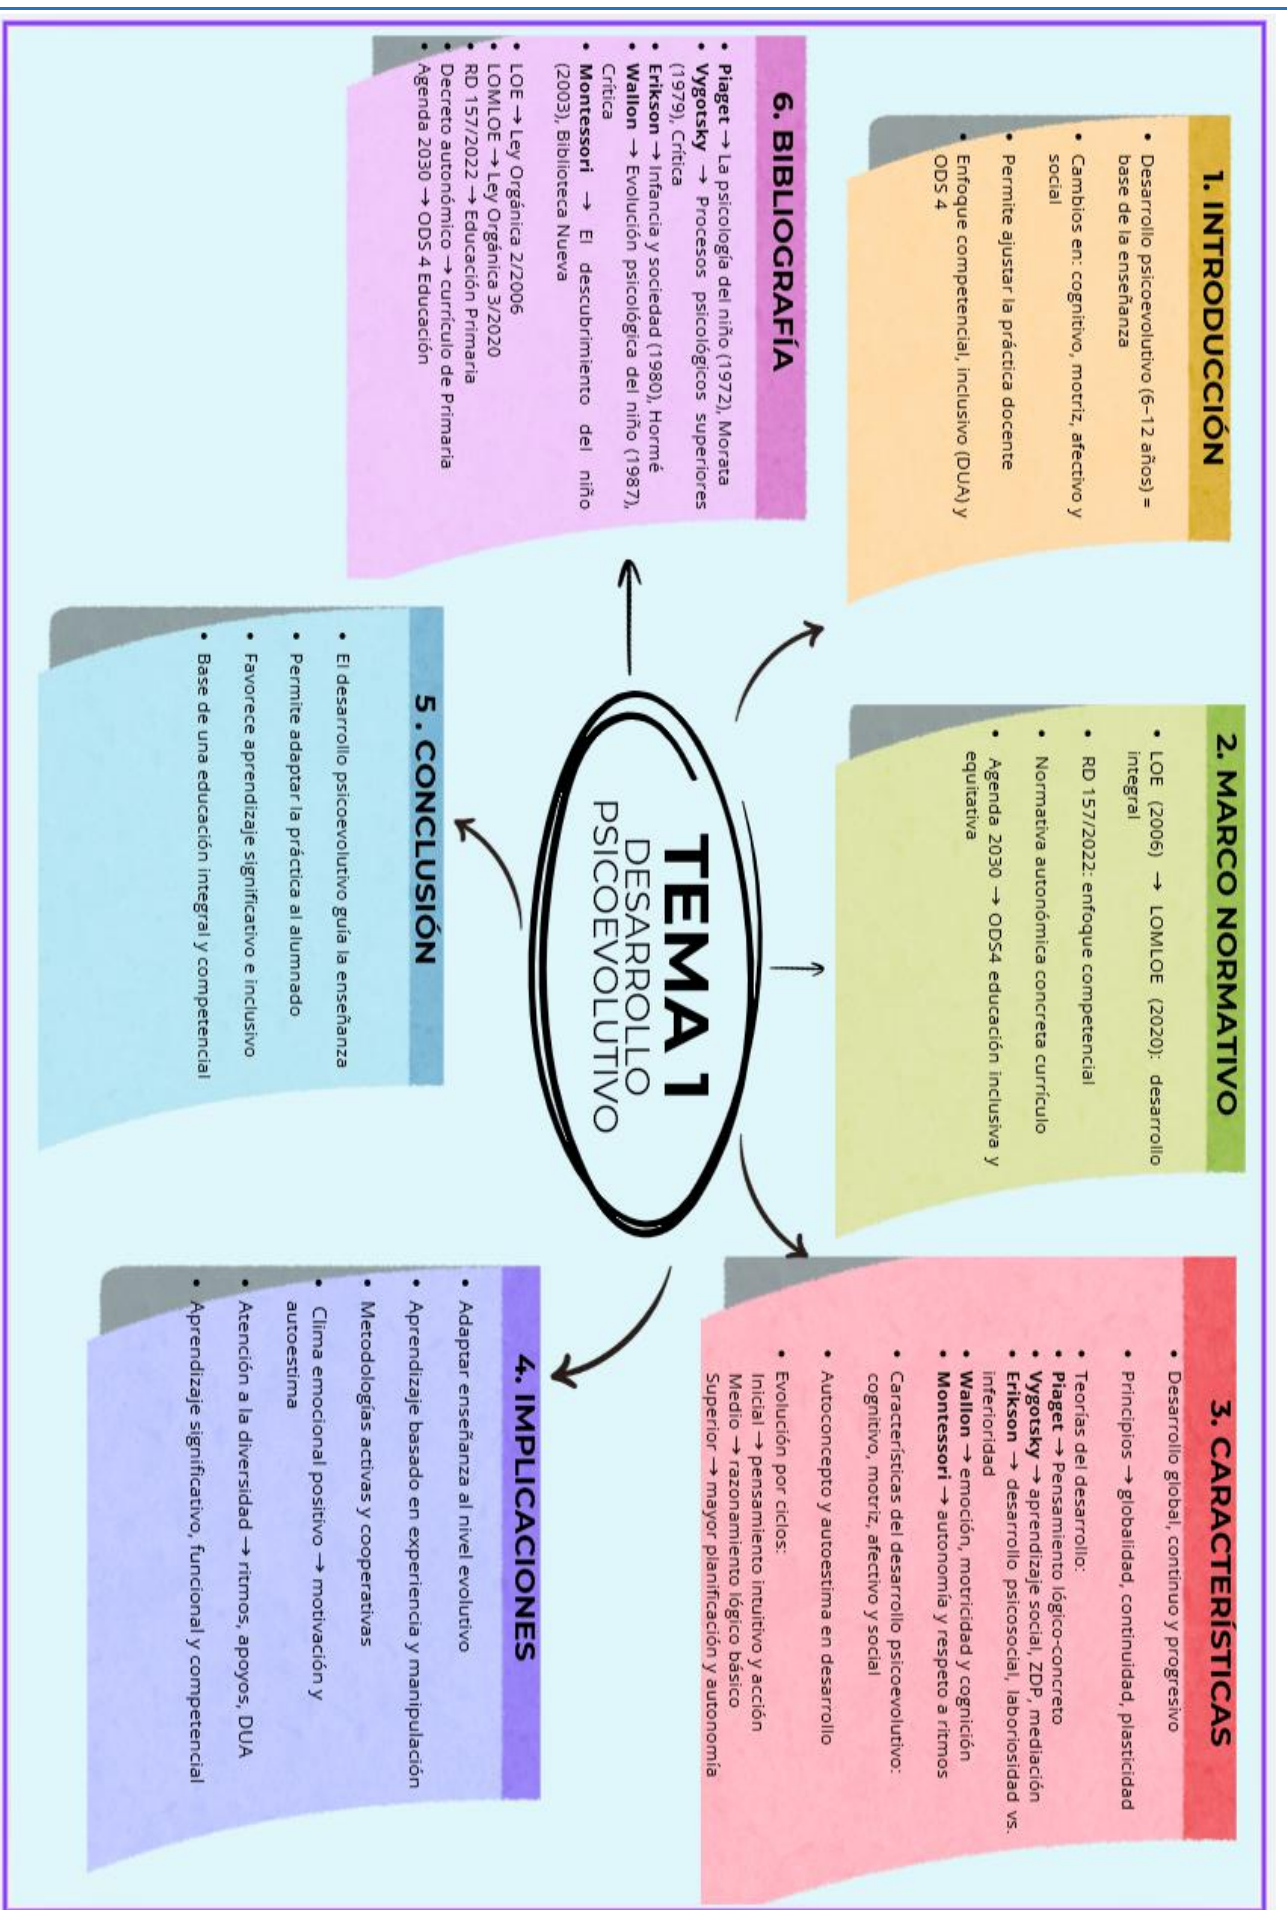 1. INTRODUCCIÓN
• Desarrollo psicoevolutivo (6–12 años) =
base de la enseñanza
• Cambios en: cognitivo, motriz, afectivo y
social
• Permite ajustar la práctica docente
• Enfoque competencial, inclusivo (DUA) y
ODS 4
2. MARCO NORMATIVO
• LOE (2006) → LOMLOE (2020): desarrollo
integral
• RD 157/2022: enfoque competencial
• Normativa autonómica concreta currículo
• Agenda 2030 → ODS4 educación inclusiva y
equitativa
3. CARACTERÍSTICAS
• Desarrollo global, continuo y progresivo
• Principios → globalidad, continuidad, plasticidad
• Teorías del desarrollo:
• Piaget → Pensamiento lógico-concreto
• Vygotsky → aprendizaje social, ZDP, mediación
• Erikson → desarrollo psicosocial, laboriosidad vs.
inferioridad
• Wallon → emoción, motricidad y cognición
• Montessori → autonomía y respeto a ritmos
• Características del desarrollo psicoevolutivo:
cognitivo, motriz, afectivo y social
• Autoconcepto y autoestima en desarrollo
• Evolución por ciclos:
Inicial → pensamiento intuitivo y acción
Medio → razonamiento lógico básico
Superior → mayor planificación y autonomía
TEMA 1
DESARROLLO
PSICOEVOLUTIVO
6. BIBLIOGRAFÍA
• Piaget → La psicología del niño (1972), Morata
• Vygotsky → Procesos psicológicos superiores
(1979), Crítica
• Erikson → Infancia y sociedad (1980), Hormé
• Wallon → Evolución psicológica del niño (1987),
Crítica
• Montessori → El descubrimiento del niño
(2003), Biblioteca Nueva
• LOE → Ley Orgánica 2/2006
• LOMLOE → Ley Orgánica 3/2020
• RD 157/2022 → Educación Primaria
• Decreto autonómico → currículo de Primaria
• Agenda 2030 → ODS 4 Educación
5 . CONCLUSIÓN
• El desarrollo psicoevolutivo guía la enseñanza
• Permite adaptar la práctica al alumnado
• Favorece aprendizaje significativo e inclusivo
• Base de una educación integral y competencial
4. IMPLICACIONES
• Adaptar enseñanza al nivel evolutivo
• Aprendizaje basado en experiencia y manipulación
• Metodologías activas y cooperativas
• Clima emocional positivo → motivación y
autoestima
• Atención a la diversidad → ritmos, apoyos, DUA
• Aprendizaje significativo, funcional y competencial